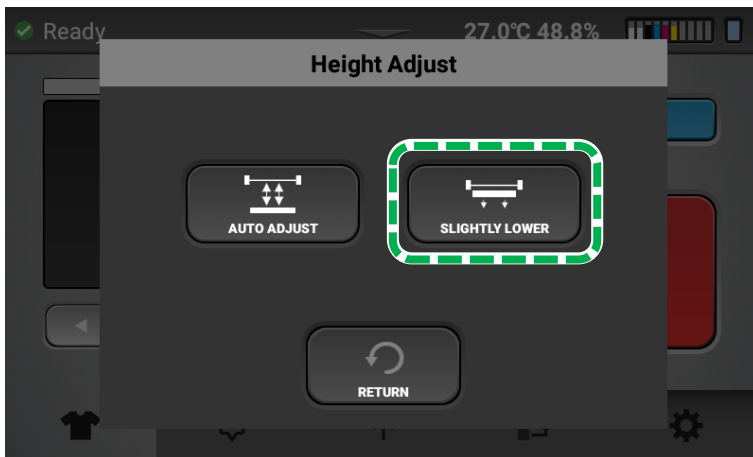 Ready 27.0℃ 48.8%
Height Adjust
AUTO ADJUST
SLIGHTLY LOWER
RETURN